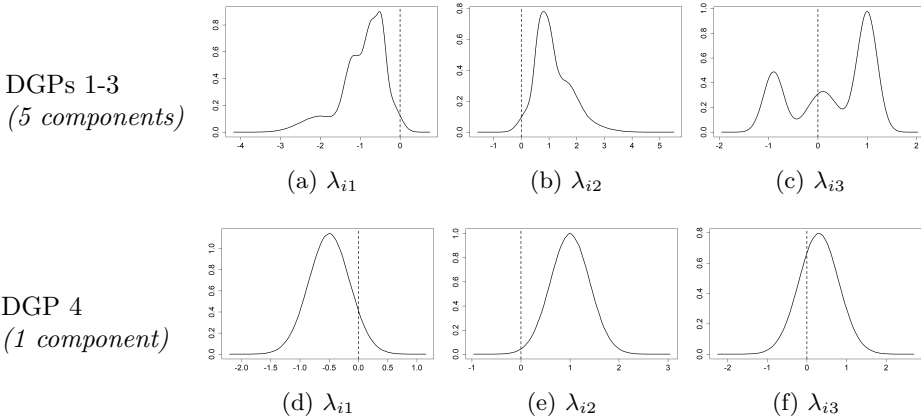 DGPs 1-3
(5 components)
0.0 0.2 0.4 0.6 0.8
-4 -3 -2 -1 0
(a) λi1
0.0 0.2 0.4 0.6 0.8
-1 0 1 2 3 4 5
(b) λi2
0.0 0.2 0.4 0.6 0.8
-2 -1 0 1 2
(c) λi3
DGP 4
(1 component)
0.0 0.2 0.4 0.6 0.8 1.0
-2.0 -1.5 -1.0 -0.5 0.0 0.5 1.0
(d) λi1
0.0 0.2 0.4 0.6 0.8 1.0
-1 0 1 2 3
(e) λi2
0.0 0.2 0.4 0.6 0.8
-2 -1 0 1 2
(f) λi3